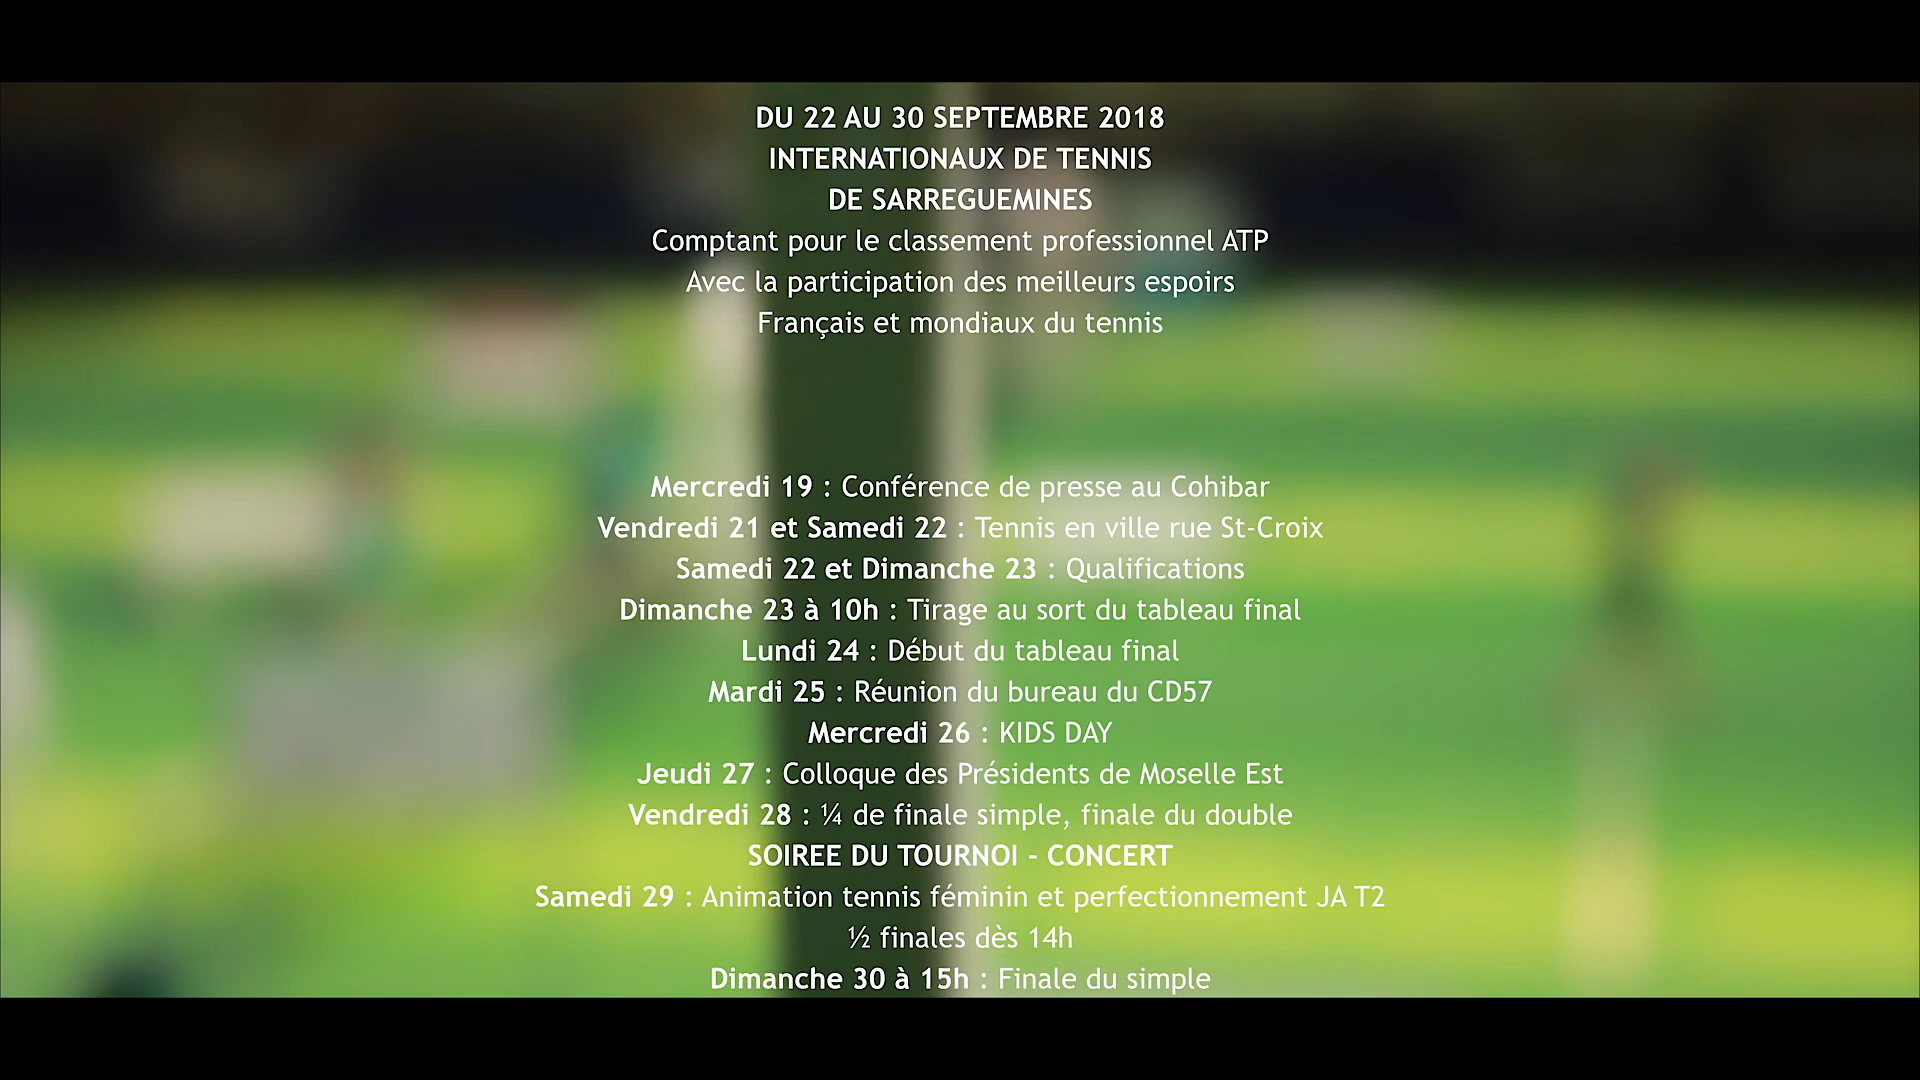 DU 22 AU 30 SEPTEMBRE 2018
INTERNATIONAUX DE TENNIS
DE SARREGUEMINES
Comptant pour le classement professionnel ATP
Avec la participation des meilleurs espoirs
Français et mondiaux du tennis
Mercredi 19 : Conférence de presse au Cohibar
Vendredi 21 et Samedi 22 : Tennis en ville rue St-Croix
Samedi 22 et Dimanche 23 : Qualifications
Dimanche 23 à 10h : Tirage au sort du tableau final
Lundi 24 : Début du tableau final
Mardi 25 : Réunion du bureau du CD57
Mercredi 26 : KIDS DAY
Jeudi 27 : Colloque des Présidents de Moselle Est
Vendredi 28 : ¼ de finale simple, finale du double
SOIREE DU TOURNOI - CONCERT
Samedi 29 : Animation tennis féminin et perfectionnement JA T2
½ finales dès 14h
Dimanche 30 à 15h : Finale du simple